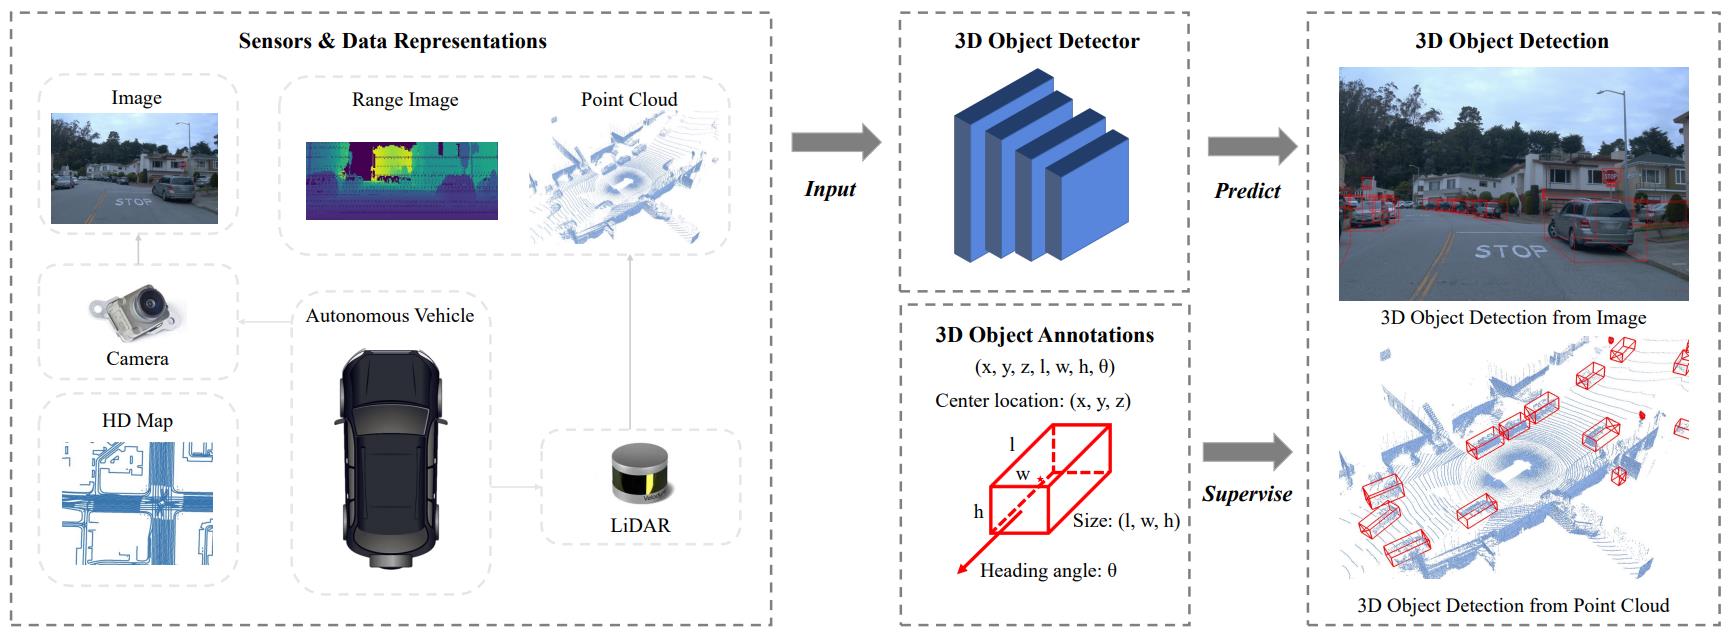 Sensors & Data Representations
Image
Range Image
Point Cloud
STOP
Camera
Autonomous Vehicle
HD Map
Velodyne
LiDAR
Input
3D Object Detector
Predict
3D Object Annotations
(x, y, z, l, w, h, θ)
Center location: (x, y, z)
l
w
h
Size: (l, w, h)
Heading angle: θ
Supervise
3D Object Detection
STOP
STOP
3D Object Detection from Image
3D Object Detection from Point Cloud